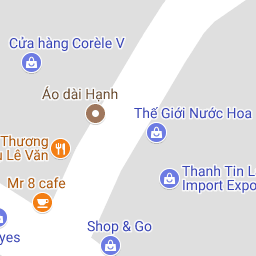 Cửa hàng Corèle V
Áo dài Hạnh
Thế Giới Nước Hoa
Thương
Lê Văn
Thanh Tin L
Import Expo
Mr 8 cafe
Shop & Go
yes